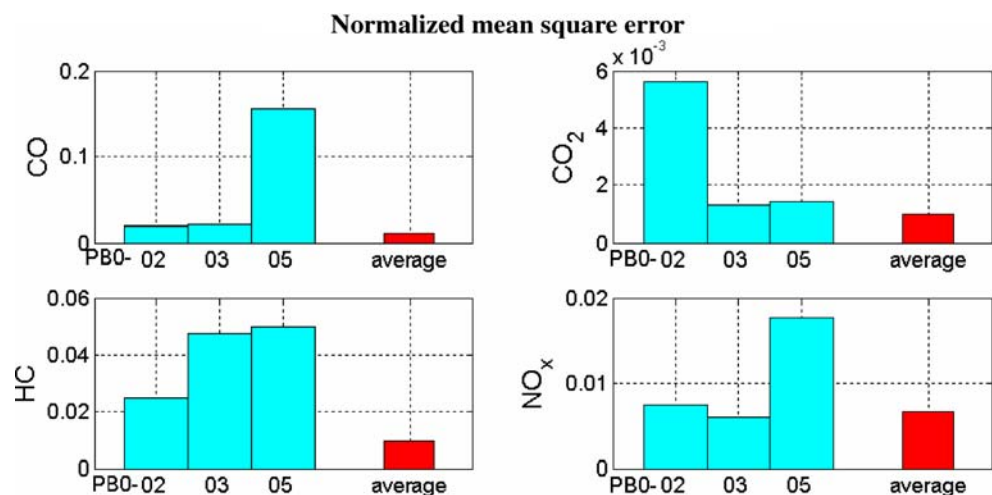 Normalized mean square error
0.2
0.1
0
CO
PB0- 02 03 05 average
x 10⁻³
6
4
2
0
CO₂
PB0- 02 03 05 average
0.06
0.04
0.02
0
HC
PB0- 02 03 05 average
0.02
0.01
0
NOₓ
PB0- 02 03 05 average